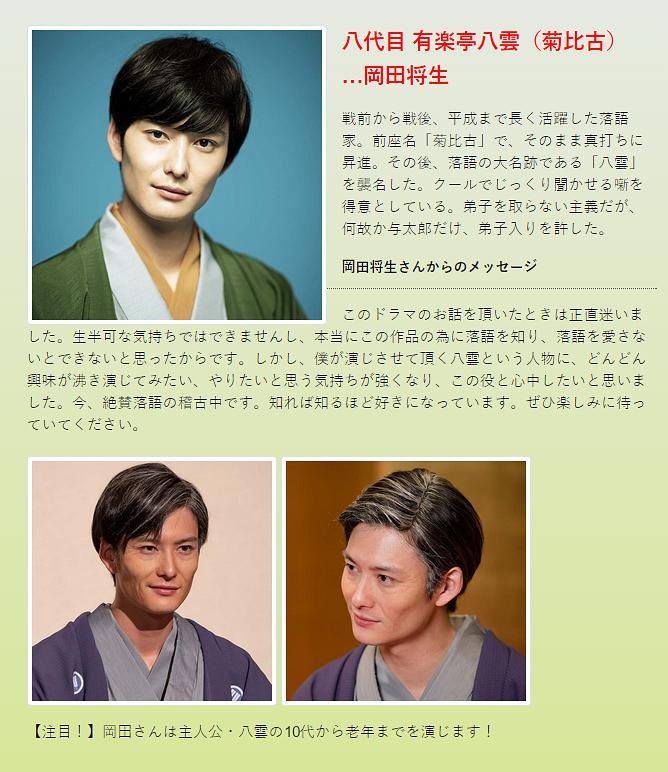 八代目 有楽亭八雲（菊比古）
…岡田将生
戦前から戦後、平成まで長く活躍した落語
家。前座名「菊比古」で、そのまま真打ちに
昇進。その後、落語の大名跡である「八雲」
を襲名した。クールでじっくり聞かせる噺を
得意としている。弟子を取らない主義だが、
何故か与太郎だけ、弟子入りを許した。
岡田将生さんからのメッセージ
このドラマのお話を頂いたときは正直迷いま
した。生半可な気持ちではできませんし、本当にこの作品の為に落語を知り、落語を愛さな
いとできないと思ったからです。しかし、僕が演じさせて頂く八雲という人物に、どんどん
興味が沸き演じてみたい、やりたいと思う気持ちが強くなり、この役と心中したいと思いま
した。今、絶賛落語の稽古中です。知れば知るほど好きになっています。ぜひ楽しみに待っ
ていてください。
【注目！】岡田さんは主人公・八雲の10代から老年までを演じます！